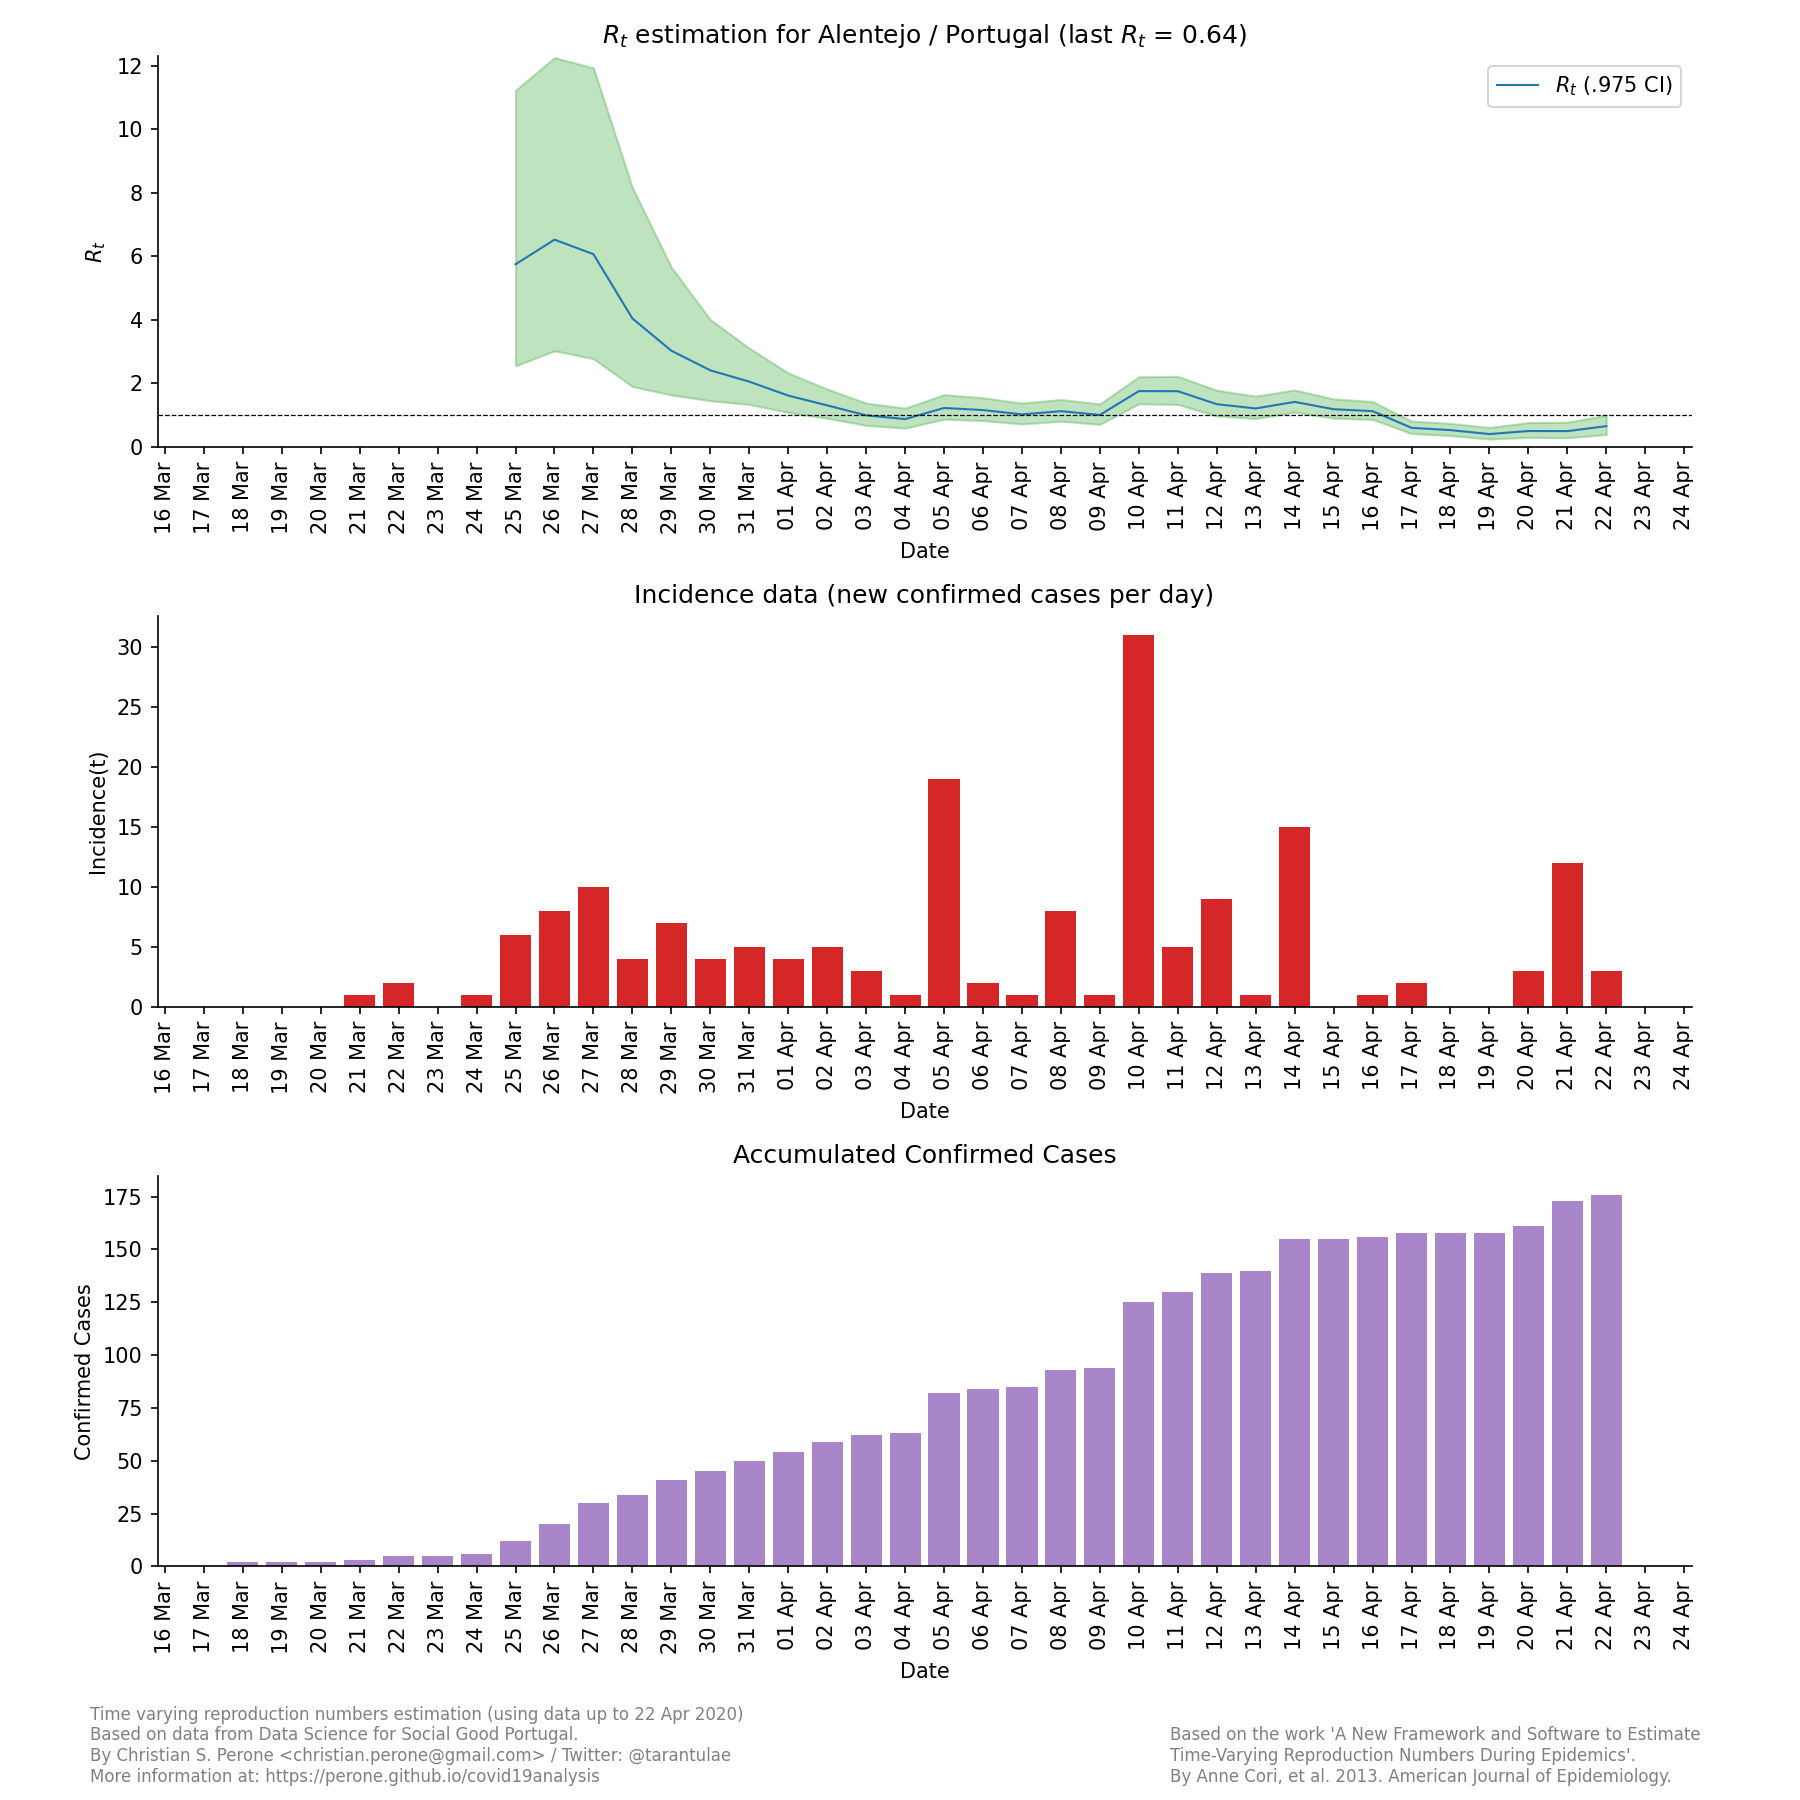 Rt estimation for Alentejo / Portugal (last Rt = 0.64)
12
10
8
6
4
2
0
Rt
Rt (.975 CI)
16 Mar
17 Mar
18 Mar
19 Mar
20 Mar
21 Mar
22 Mar
23 Mar
24 Mar
25 Mar
26 Mar
27 Mar
28 Mar
29 Mar
30 Mar
31 Mar
01 Apr
02 Apr
03 Apr
04 Apr
05 Apr
06 Apr
07 Apr
08 Apr
09 Apr
10 Apr
11 Apr
12 Apr
13 Apr
14 Apr
15 Apr
16 Apr
17 Apr
18 Apr
19 Apr
20 Apr
21 Apr
22 Apr
23 Apr
24 Apr
Date
Incidence data (new confirmed cases per day)
30
25
20
15
10
5
0
Incidence(t)
16 Mar
17 Mar
18 Mar
19 Mar
20 Mar
21 Mar
22 Mar
23 Mar
24 Mar
25 Mar
26 Mar
27 Mar
28 Mar
29 Mar
30 Mar
31 Mar
01 Apr
02 Apr
03 Apr
04 Apr
05 Apr
06 Apr
07 Apr
08 Apr
09 Apr
10 Apr
11 Apr
12 Apr
13 Apr
14 Apr
15 Apr
16 Apr
17 Apr
18 Apr
19 Apr
20 Apr
21 Apr
22 Apr
23 Apr
24 Apr
Date
Accumulated Confirmed Cases
175
150
125
100
75
50
25
0
Confirmed Cases
16 Mar
17 Mar
18 Mar
19 Mar
20 Mar
21 Mar
22 Mar
23 Mar
24 Mar
25 Mar
26 Mar
27 Mar
28 Mar
29 Mar
30 Mar
31 Mar
01 Apr
02 Apr
03 Apr
04 Apr
05 Apr
06 Apr
07 Apr
08 Apr
09 Apr
10 Apr
11 Apr
12 Apr
13 Apr
14 Apr
15 Apr
16 Apr
17 Apr
18 Apr
19 Apr
20 Apr
21 Apr
22 Apr
23 Apr
24 Apr
Date
Time varying reproduction numbers estimation (using data up to 22 Apr 2020)
Based on data from Data Science for Social Good Portugal.
By Christian S. Perone <christian.perone@gmail.com> / Twitter: @tarantulae
More information at: https://perone.github.io/covid19analysis
Based on the work 'A New Framework and Software to Estimate
Time-Varying Reproduction Numbers During Epidemics'.
By Anne Cori, et al. 2013. American Journal of Epidemiology.